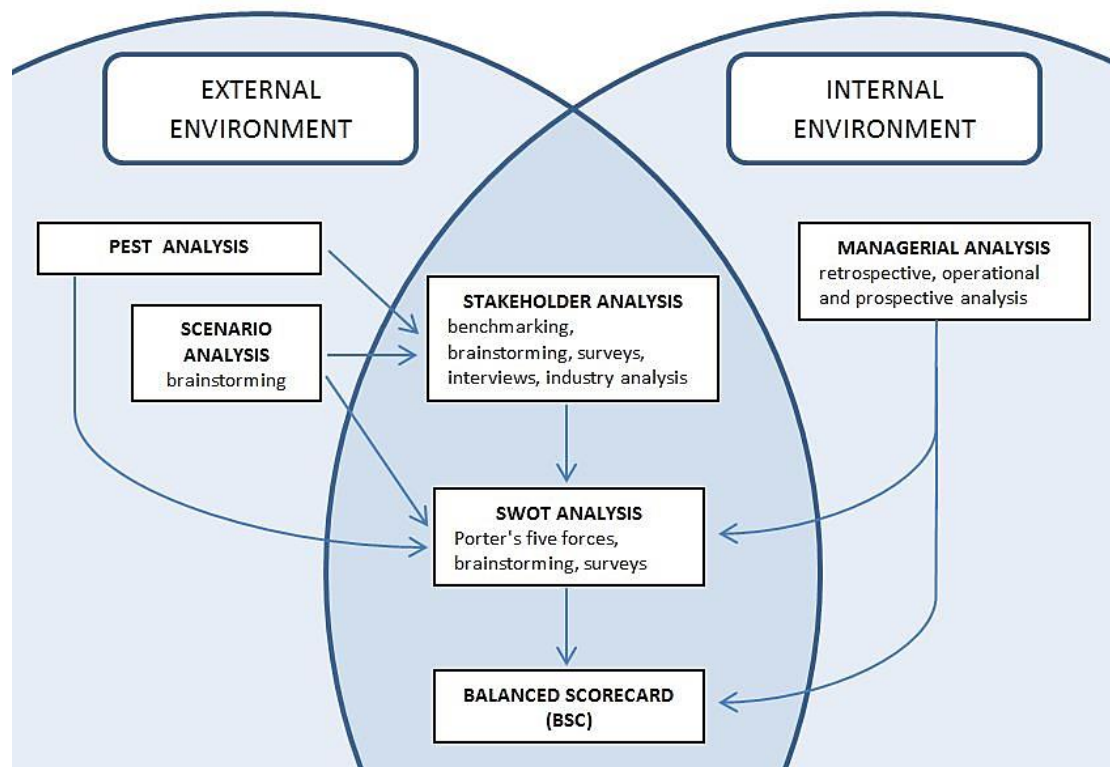 EXTERNAL
ENVIRONMENT
INTERNAL
ENVIRONMENT
PEST ANALYSIS
SCENARIO
ANALYSIS
brainstorming
STAKEHOLDER ANALYSIS
benchmarking,
brainstorming, surveys,
interviews, industry analysis
MANAGERIAL ANALYSIS
retrospective, operational
and prospective analysis
SWOT ANALYSIS
Porter's five forces,
brainstorming, surveys
BALANCED SCORECARD
(BSC)